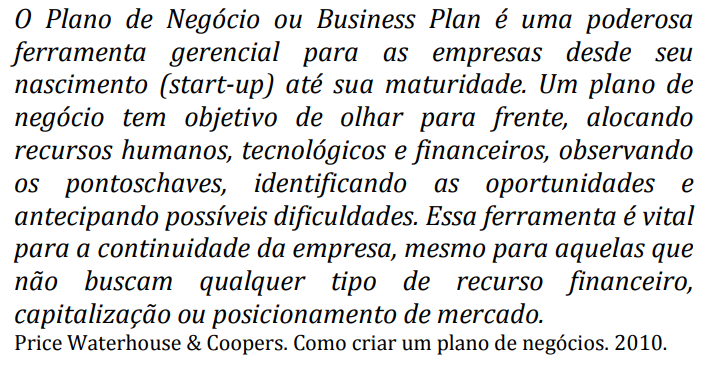 O Plano de Negócio ou Business Plan é uma poderosa
ferramenta gerencial para as empresas desde seu
nascimento (start-up) até sua maturidade. Um plano de
negócio tem objetivo de olhar para frente, alocando
recursos humanos, tecnológicos e financeiros, observando
os pontoschaves, identificando as oportunidades e
antecipando possíveis dificuldades. Essa ferramenta é vital
para a continuidade da empresa, mesmo para aquelas que
não buscam qualquer tipo de recurso financeiro,
capitalização ou posicionamento de mercado.
Price Waterhouse & Coopers. Como criar um plano de negócios. 2010.